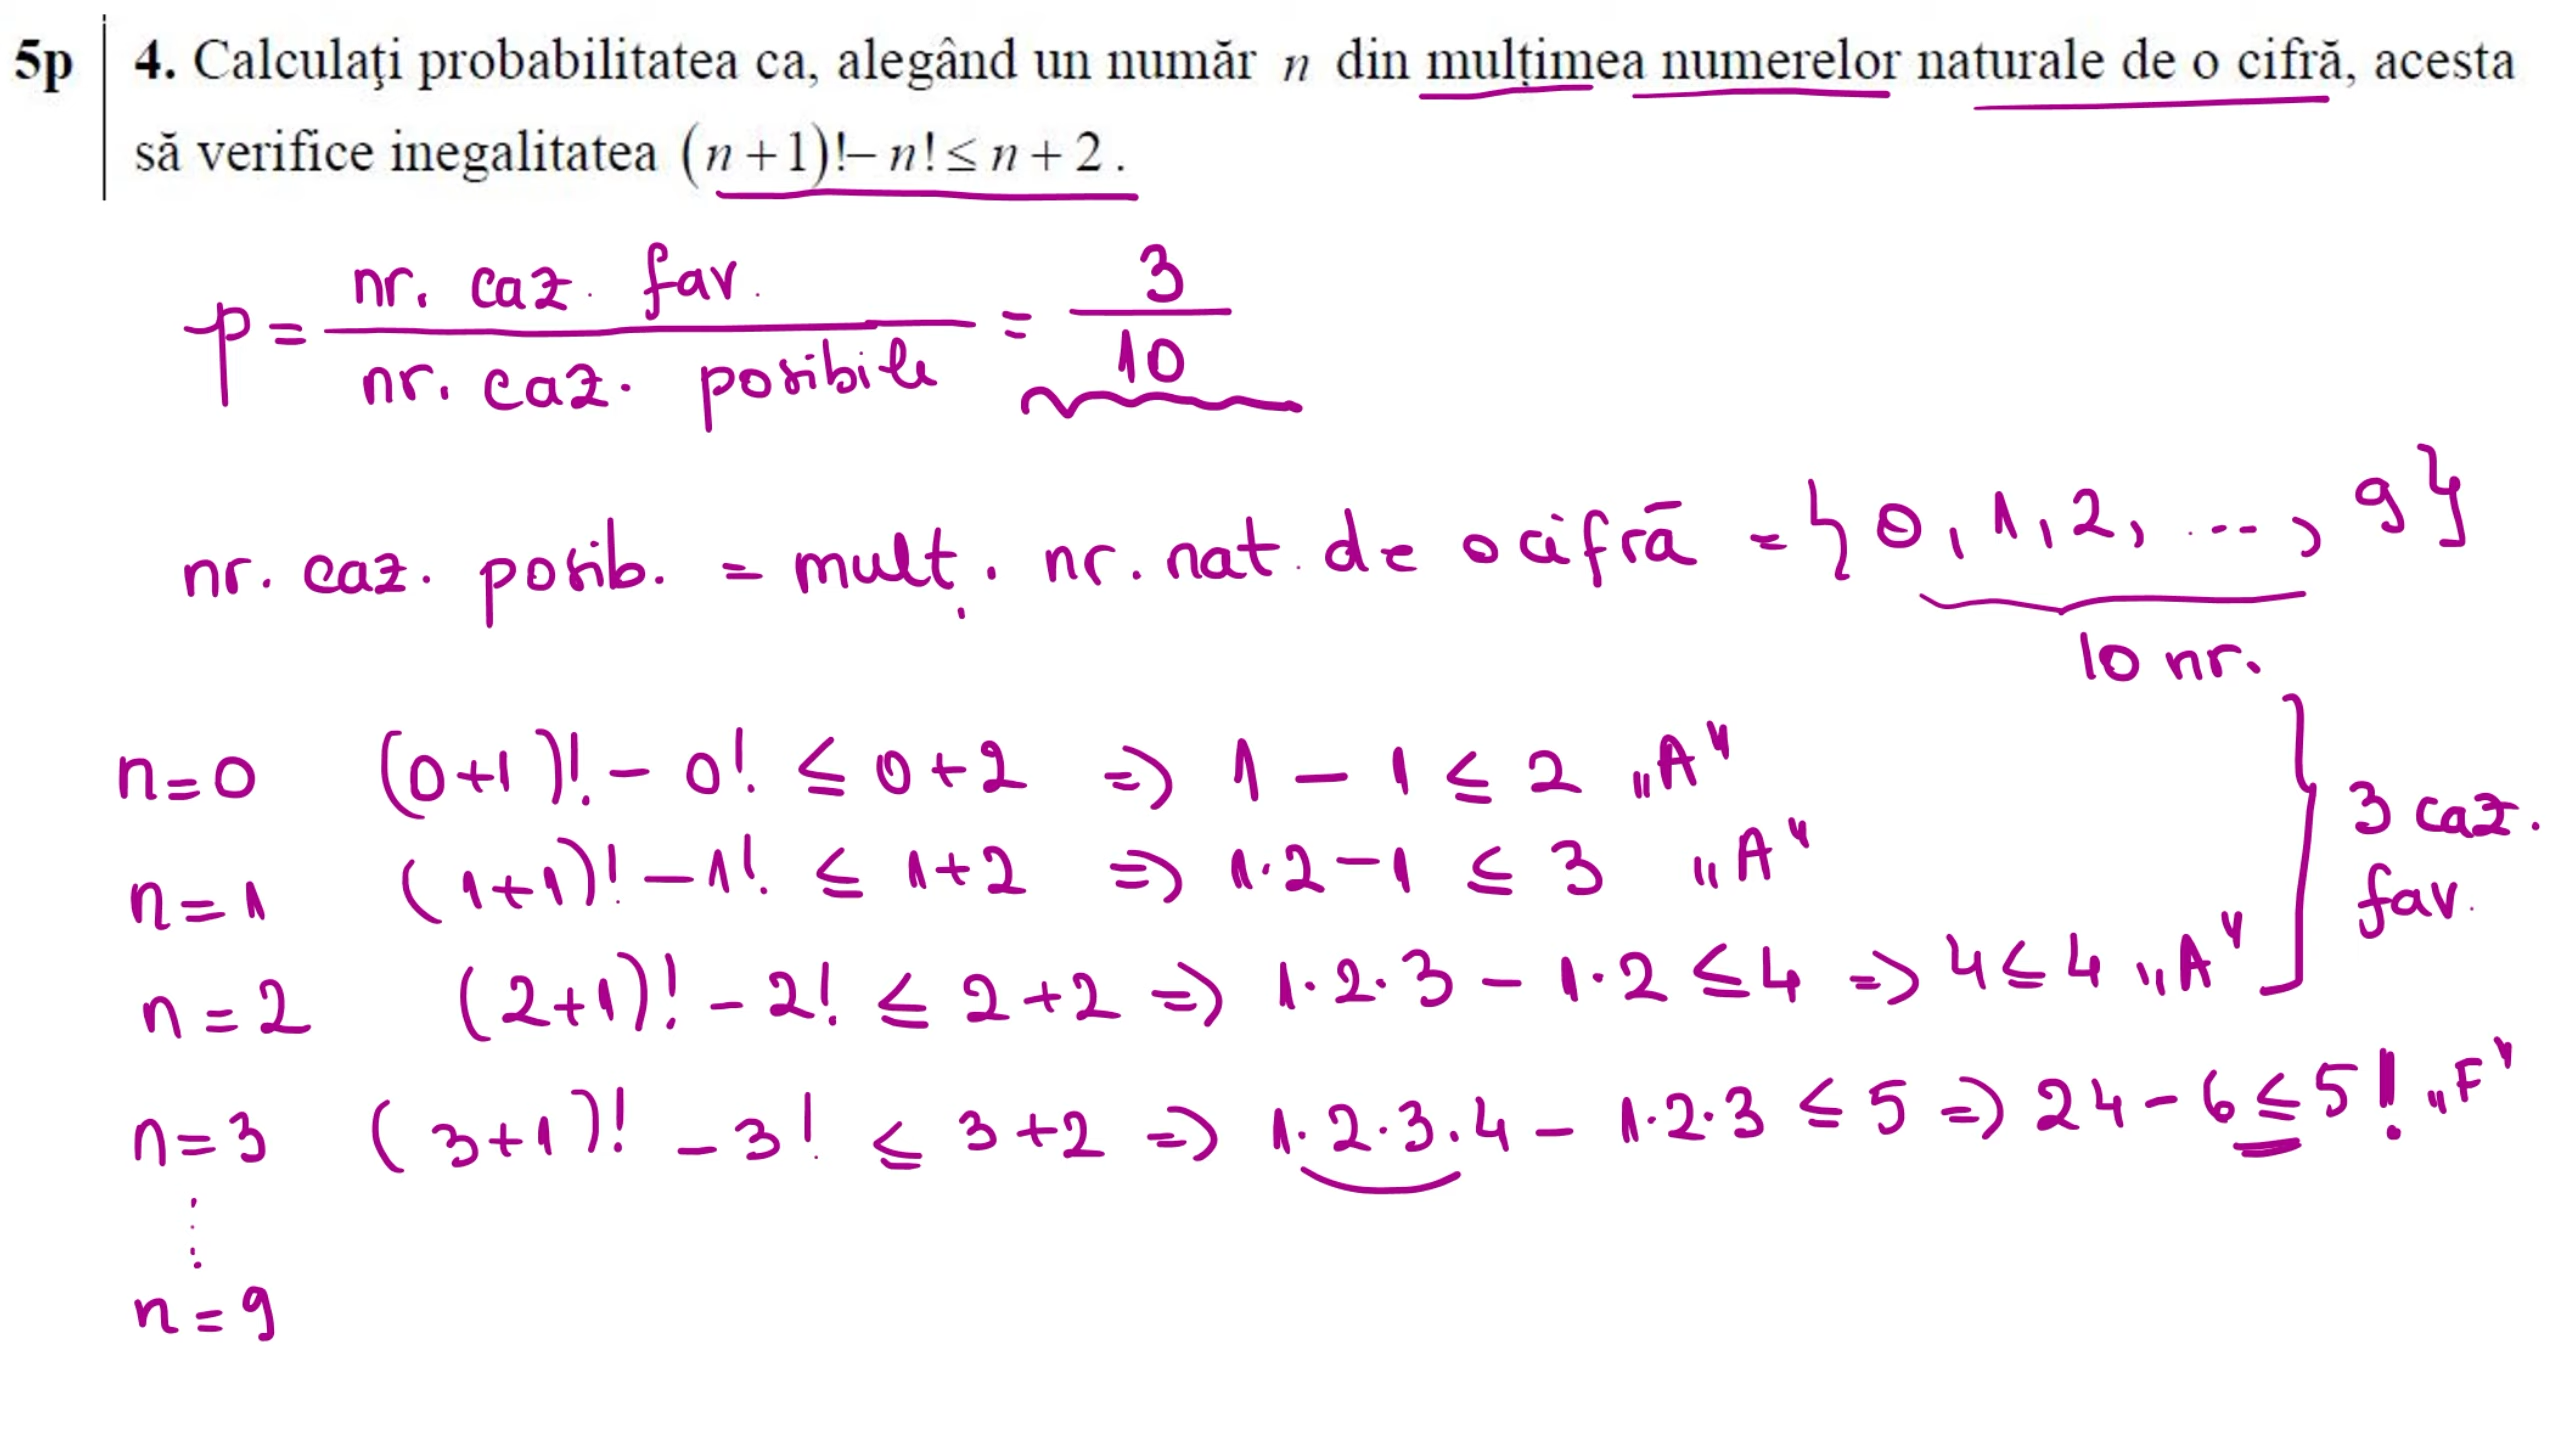 5p 4. Calculați probabilitatea ca, alegând un număr n din mulțimea numerelor naturale de o cifră, acesta
să verifice inegalitatea (n+1)!−n! ≤ n+2.
p = nr. caz. fav. / nr. caz. posibile = 3/10
nr. caz. posib. = mulț. nr. nat. de o cifră = {0, 1, 2, ..., 9}
10 nr.
n=0 (0+1)! − 0! ≤ 0+2 => 1 − 1 ≤ 2 „A"
n=1 (1+1)! − 1! ≤ 1+2 => 1·2−1 ≤ 3 „A"
3 caz.
fav.
n=2 (2+1)! − 2! ≤ 2+2 => 1·2·3 − 1·2 ≤ 4 => 4 ≤ 4 „A"
n=3 (3+1)! − 3! ≤ 3+2 => 1·2·3·4 − 1·2·3 ≤ 5 => 24−6 ≤ 5! „F"
⋮
n=9